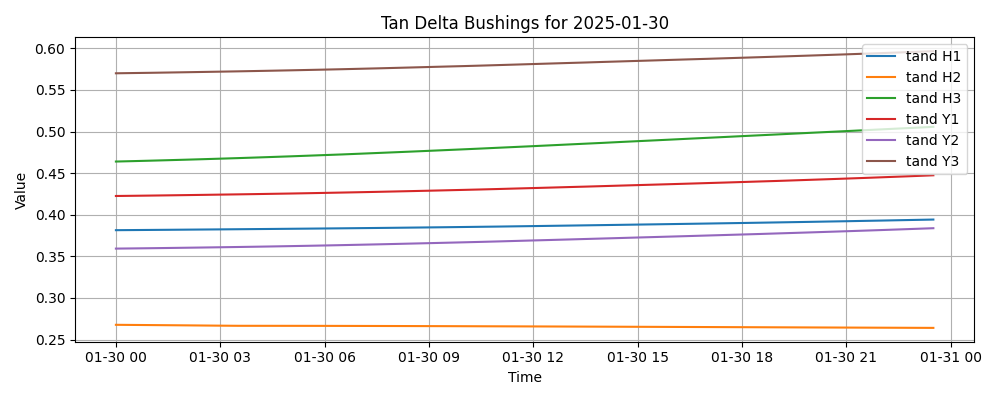 Tan Delta Bushings for 2025-01-30
0.60
0.55
0.50
0.45
0.40
0.35
0.30
0.25
Value
tand H1
tand H2
tand H3
tand Y1
tand Y2
tand Y3
01-30 00 01-30 03 01-30 06 01-30 09 01-30 12 01-30 15 01-30 18 01-30 21 01-31 00
Time